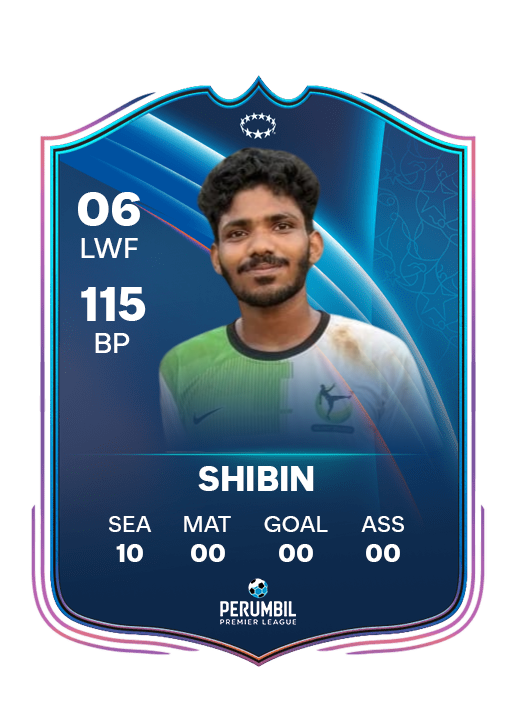 06
LWF
115
BP
SHIBIN
SEA MAT GOAL ASS
10 00 00 00
PERUMBIL
PREMIER LEAGUE